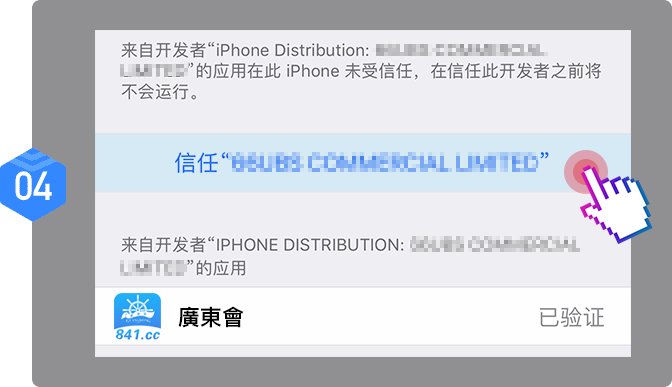 来自开发者“iPhone Distribution:
”的应用在此 iPhone 未受信任，在信任此开发者之前将
不会运行。
04
信任“ COMMERCIAL LIMITED”
来自开发者“IPHONE DISTRIBUTION:
”的应用
廣東會
已验证
841.cc